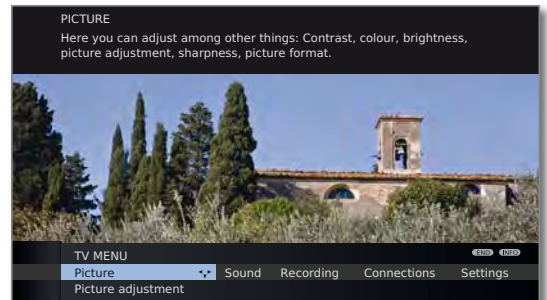 PICTURE
Here you can adjust among other things: Contrast, colour, brightness,
picture adjustment, sharpness, picture format.
TV MENU END INFO
Picture Sound Recording Connections Settings
Picture adjustment